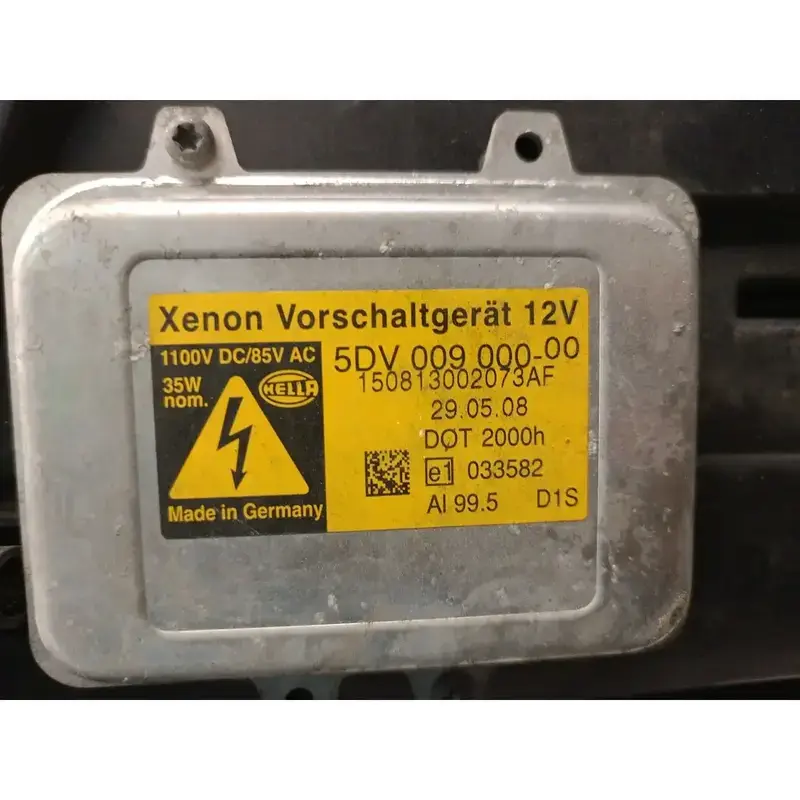 Xenon Vorschaltgerät 12V
1100V DC/85V AC
35W
nom.
HELLA
Made in Germany
5DV 009 000-00
150813002073AF
29.05.08
DOT 2000h
e1 033582
Al 99.5 D1S